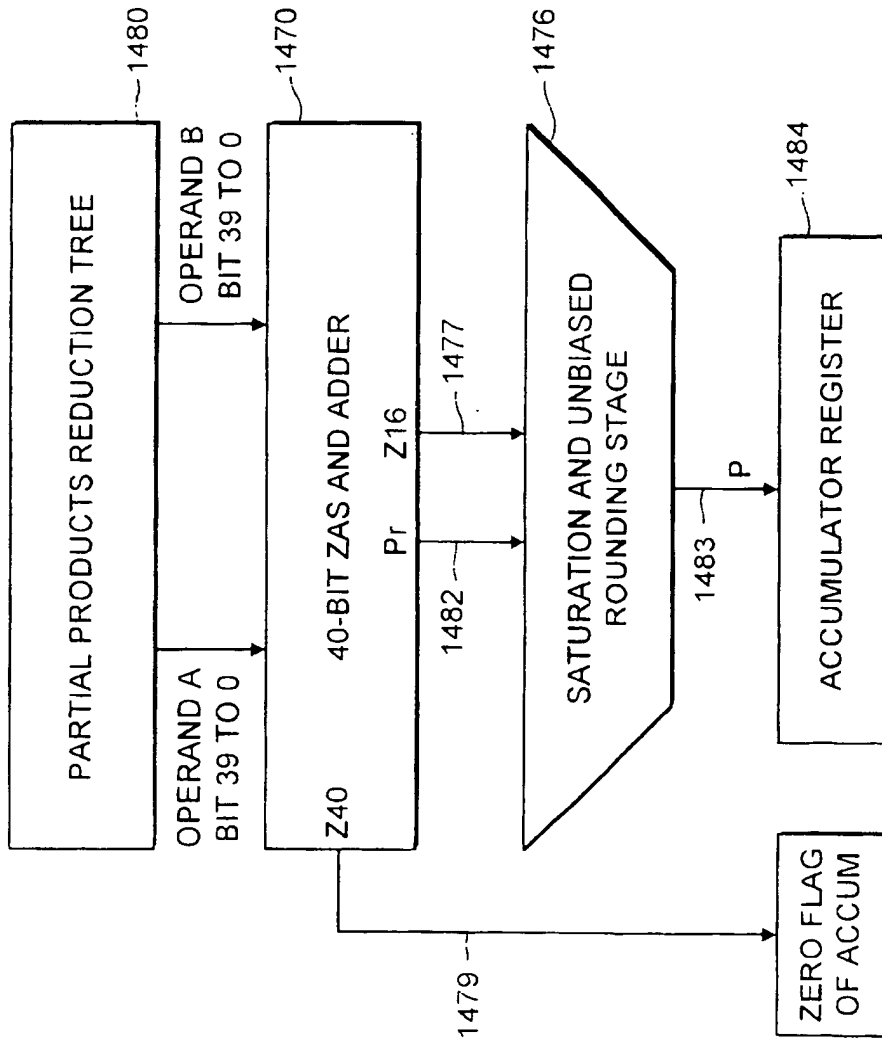 PARTIAL PRODUCTS REDUCTION TREE
1480
OPERAND A
BIT 39 TO 0
OPERAND B
BIT 39 TO 0
1470
Z40
40-BIT ZAS AND ADDER
Pr
Z16
1482
1477
1476
SATURATION AND UNBIASED
ROUNDING STAGE
1479
1483
P
1484
ZERO FLAG
OF ACCUM
ACCUMULATOR REGISTER